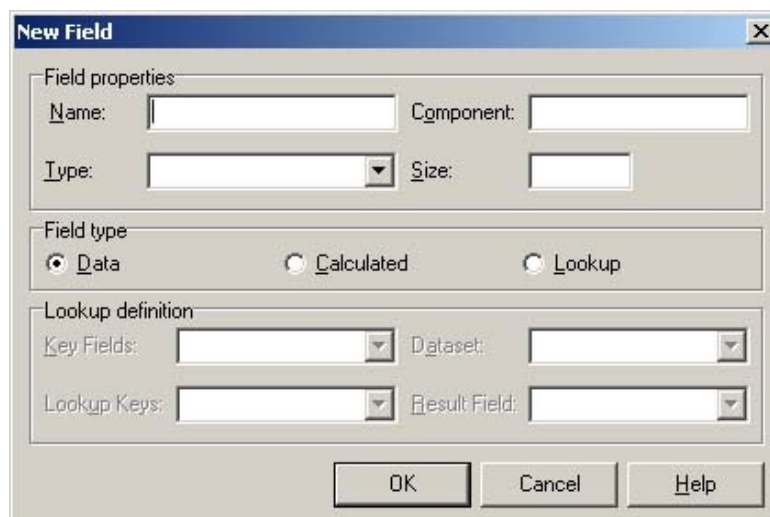 New Field
Field properties
Name: Component:
Type: Size:
Field type
Data Calculated Lookup
Lookup definition
Key Fields: Dataset:
Lookup Keys: Result Field:
OK Cancel Help